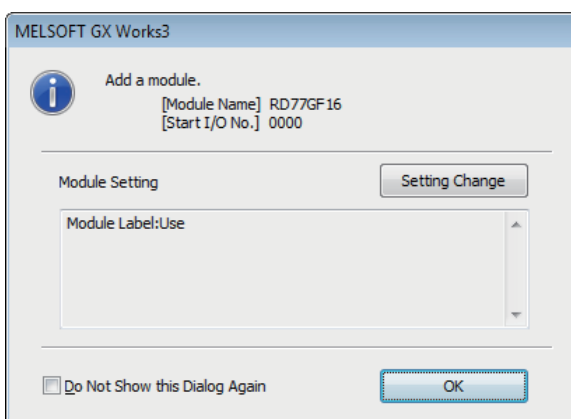 MELSOFT GX Works3
Add a module.
[Module Name] RD77GF16
[Start I/O No.] 0000
Module Setting
Setting Change
Module Label:Use
Do Not Show this Dialog Again
OK